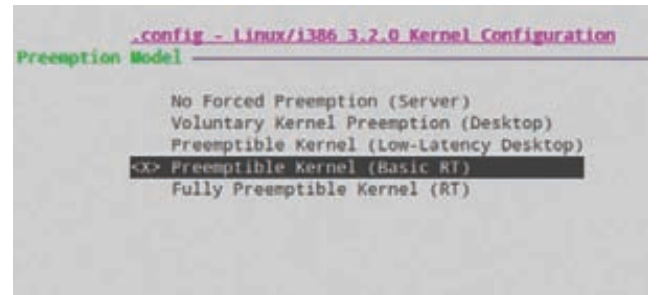 .config - Linux/i386 3.2.0 Kernel Configuration
Preemption Model
No Forced Preemption (Server)
Voluntary Kernel Preemption (Desktop)
Preemptible Kernel (Low-Latency Desktop)
<X> Preemptible Kernel (Basic RT)
Fully Preemptible Kernel (RT)